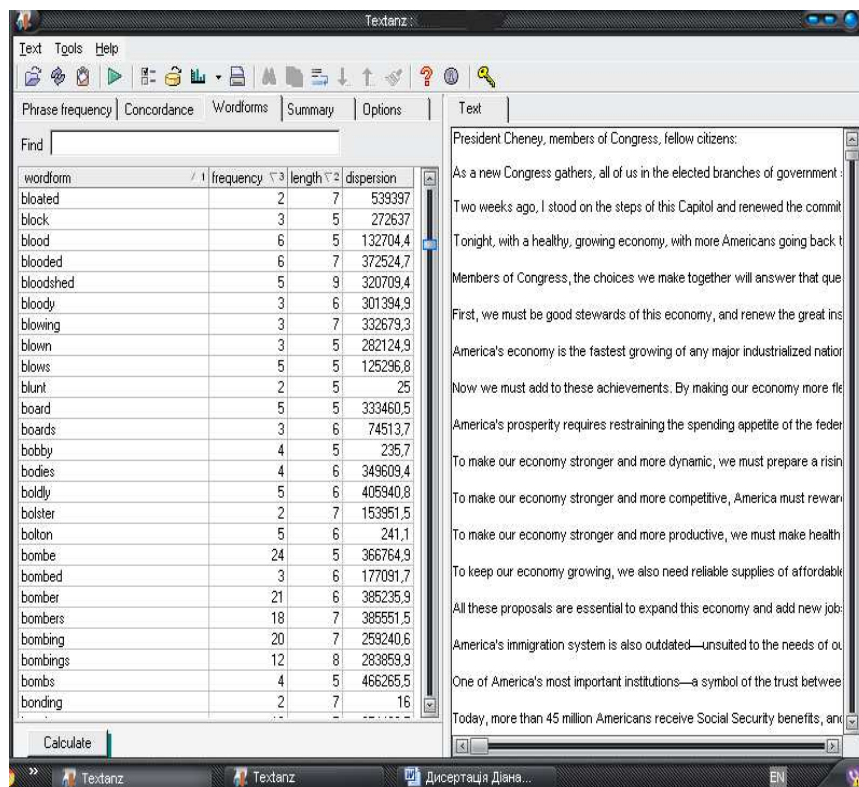 Textanz :
Text Tools Help
Phrase frequency Concordance Wordforms Summary Options
Find
wordform / 1 frequency ▽ 3 length ▽ 2 dispersion
bloated 2 7 539397
block 3 5 272637
blood 6 5 132704,4
blooded 6 7 372524,7
bloodshed 5 9 320709,4
bloody 3 6 301394,9
blowing 3 7 332679,3
blown 3 5 282124,9
blows 5 5 125296,8
blunt 2 5 25
board 5 5 333460,5
boards 3 6 74513,7
bobby 4 5 235,7
bodies 4 6 349609,4
boldly 5 6 405940,8
bolster 2 7 153951,5
bolton 5 6 241,1
bombe 24 5 366764,9
bombed 3 6 177091,7
bomber 21 6 385235,9
bombers 18 7 385551,5
bombing 20 7 259240,6
bombings 12 8 283859,9
bombs 4 5 466265,5
bonding 2 7 16
Calculate
Text
President Cheney, members of Congress, fellow citizens:
As a new Congress gathers, all of us in the elected branches of government
Two weeks ago, I stood on the steps of this Capitol and renewed the commit
Tonight, with a healthy, growing economy, with more Americans going back t
Members of Congress, the choices we make together will answer that que
First, we must be good stewards of this economy, and renew the great ins
America's economy is the fastest growing of any major industrialized nation
Now we must add to these achievements. By making our economy more fle
America's prosperity requires restraining the spending appetite of the feder
To make our economy stronger and more dynamic, we must prepare a risin
To make our economy stronger and more competitive, America must reward
To make our economy stronger and more productive, we must make health
To keep our economy growing, we also need reliable supplies of affordable
All these proposals are essential to expand this economy and add new job
America's immigration system is also outdated—unsuited to the needs of ou
One of America's most important institutions—a symbol of the trust betwee
Today, more than 45 million Americans receive Social Security benefits, and
» Textanz Textanz Дисертація Діана... EN